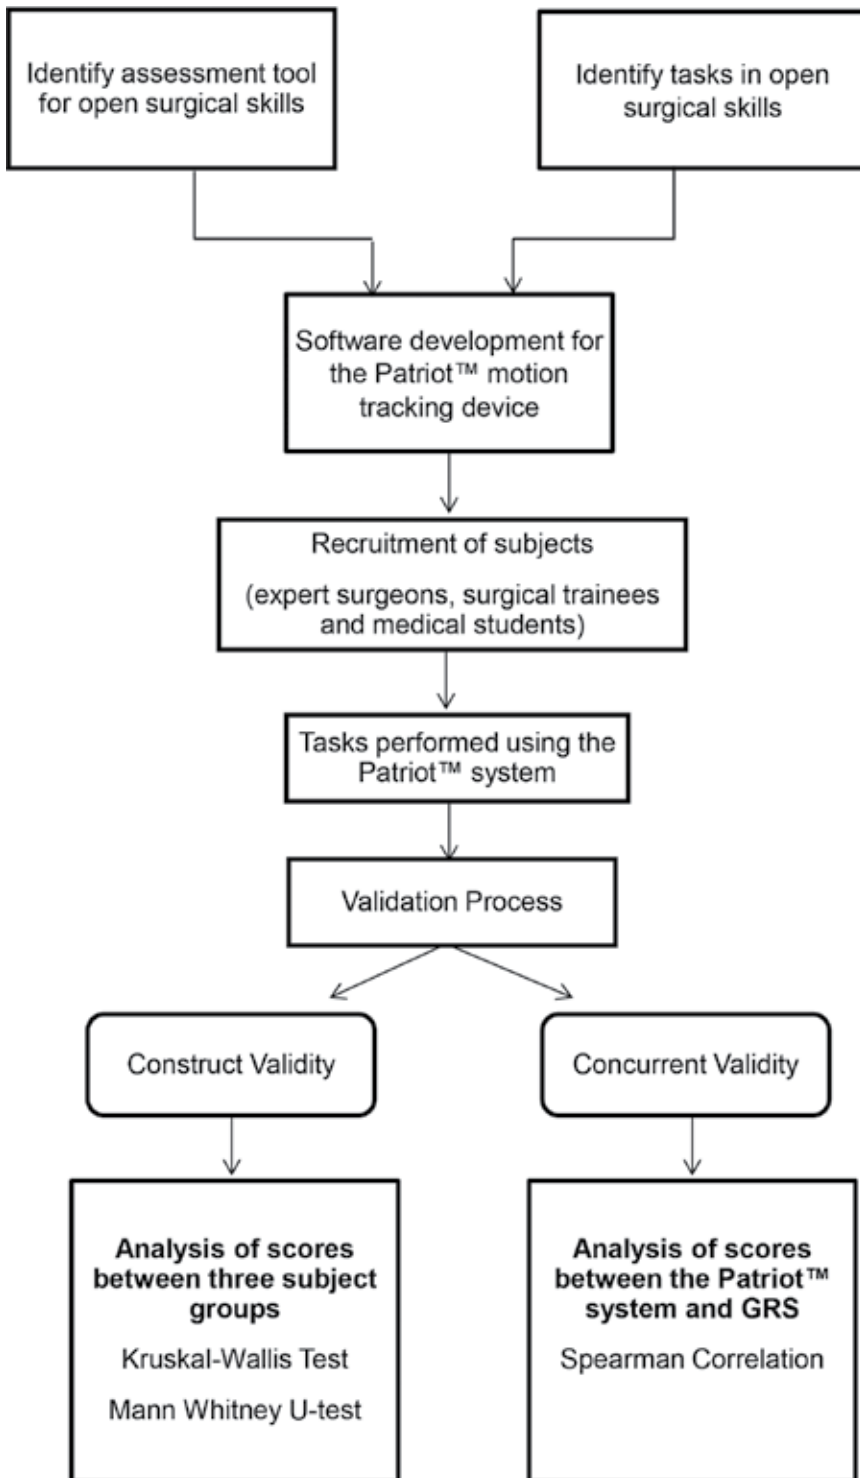 Identify assessment tool
for open surgical skills
Identify tasks in open
surgical skills
Software development for
the Patriot™ motion
tracking device
Recruitment of subjects
(expert surgeons, surgical trainees
and medical students)
Tasks performed using the
Patriot™ system
Validation Process
Construct Validity
Concurrent Validity
Analysis of scores
between three subject
groups
Kruskal-Wallis Test
Mann Whitney U-test
Analysis of scores
between the Patriot™
system and GRS
Spearman Correlation